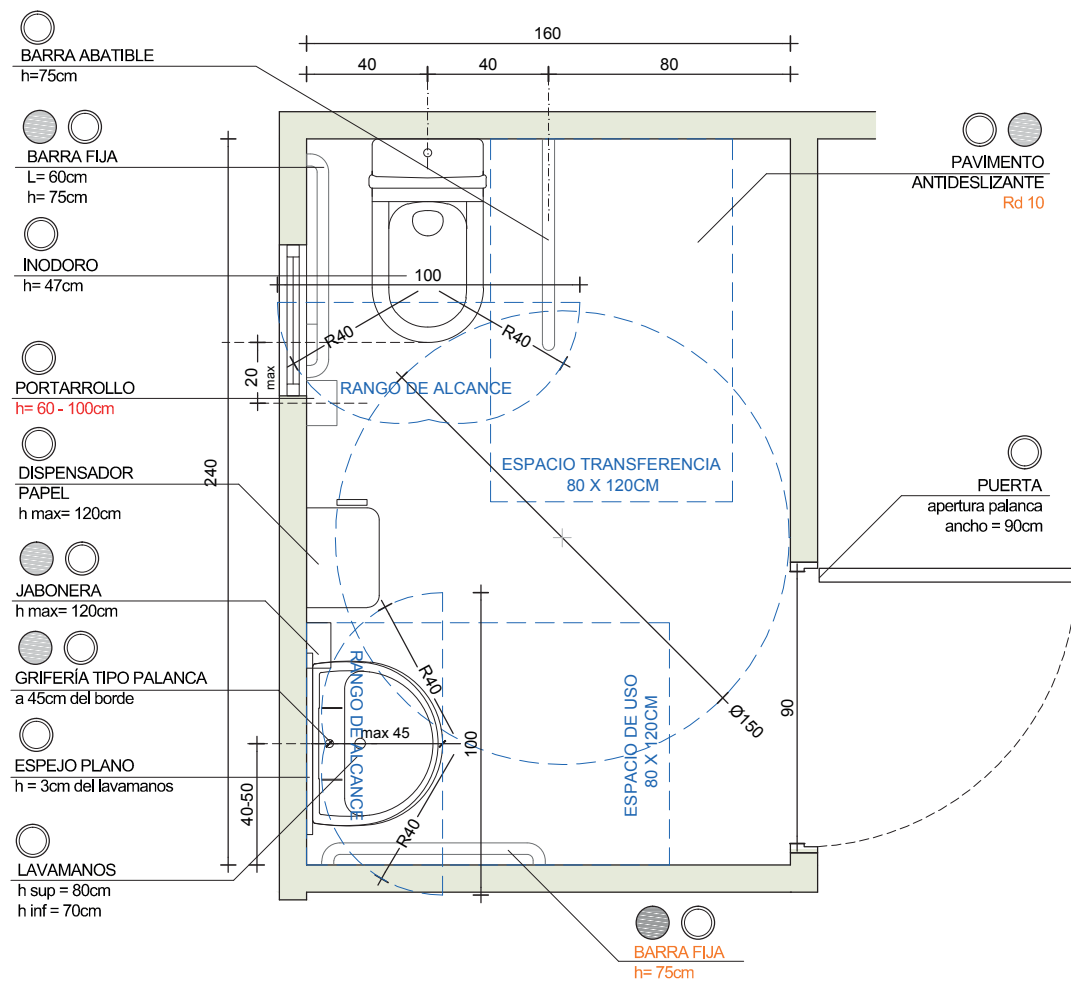 BARRA ABATIBLE
h=75cm
BARRA FIJA
L= 60cm
h= 75cm
INODORO
h= 47cm
PORTARROLLO
h= 60 - 100cm
DISPENSADOR
PAPEL
h max= 120cm
JABONERA
h max= 120cm
GRIFERÍA TIPO PALANCA
a 45cm del borde
ESPEJO PLANO
h = 3cm del lavamanos
LAVAMANOS
h sup = 80cm
h inf = 70cm
160
40
40
80
240
100
R40
R40
20
max
RANGO DE ALCANCE
ESPACIO TRANSFERENCIA
80 X 120CM
R40
RANGO DE ALCANCE
max 45
100
R40
40-50
ESPACIO DE USO
80 X 120CM
Ø150
90
PAVIMENTO
ANTIDESLIZANTE
Rd 10
PUERTA
apertura palanca
ancho = 90cm
BARRA FIJA
h= 75cm